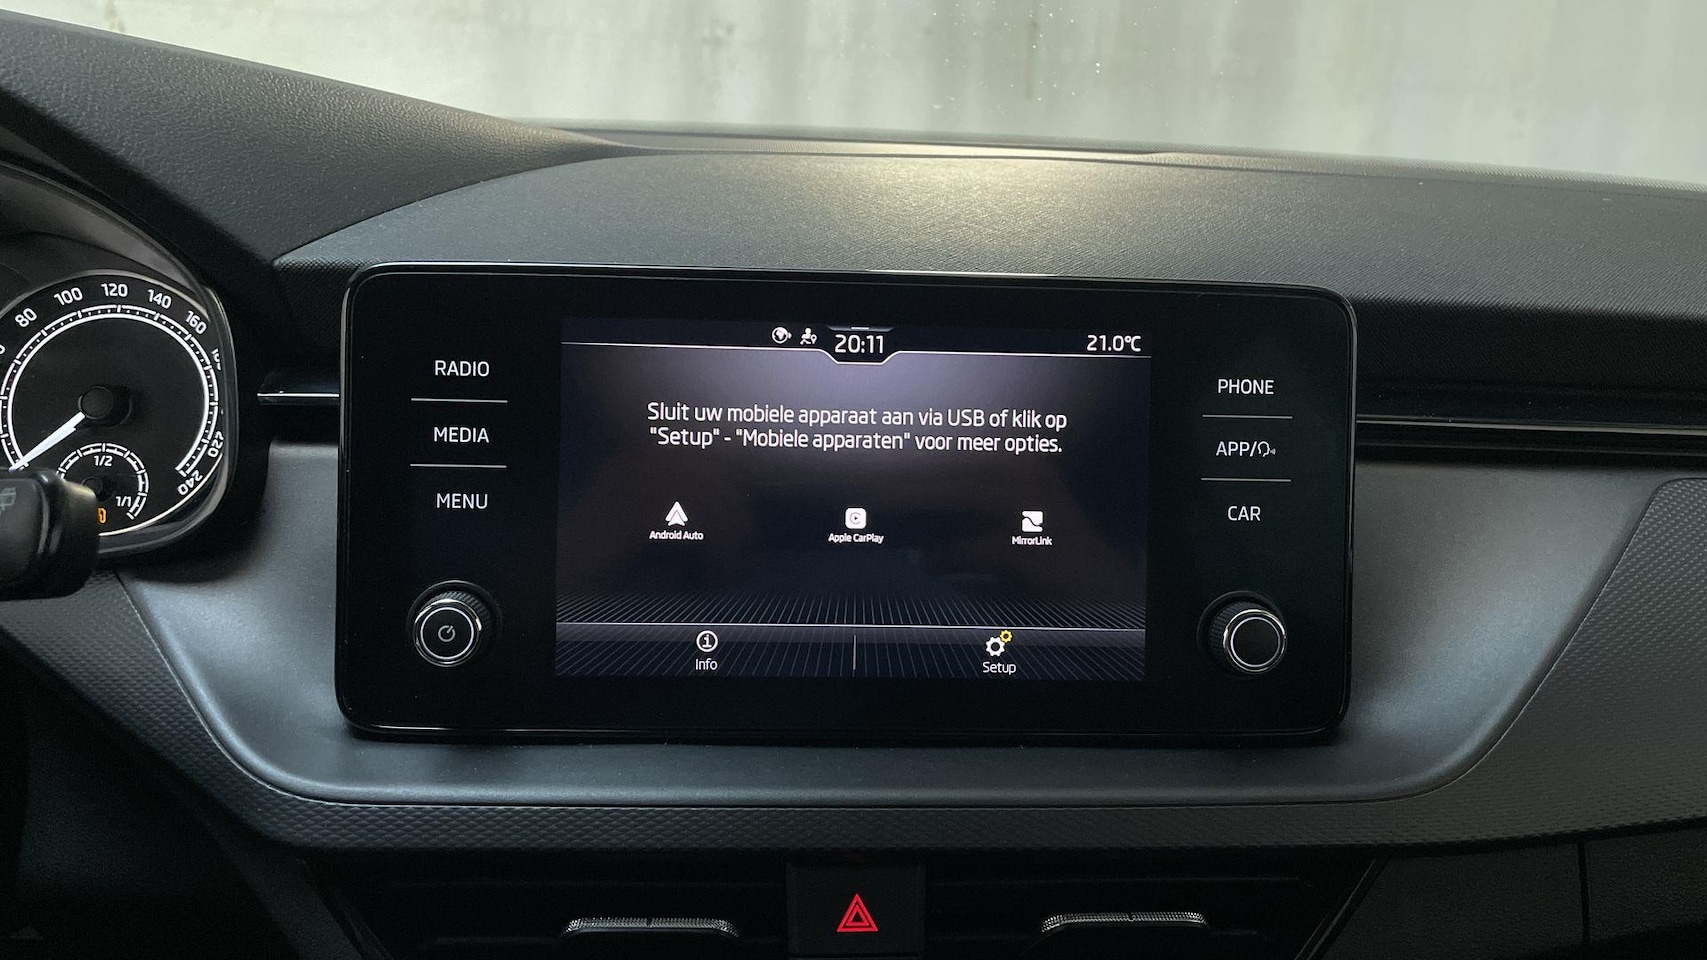 80
100
120
140
160
220
240
1/2
1/1
RADIO
MEDIA
MENU
20:11
21.0°C
Sluit uw mobiele apparaat aan via USB of klik op
"Setup" - "Mobiele apparaten" voor meer opties.
Android Auto
Apple CarPlay
MirrorLink
Info
Setup
PHONE
APP/
CAR